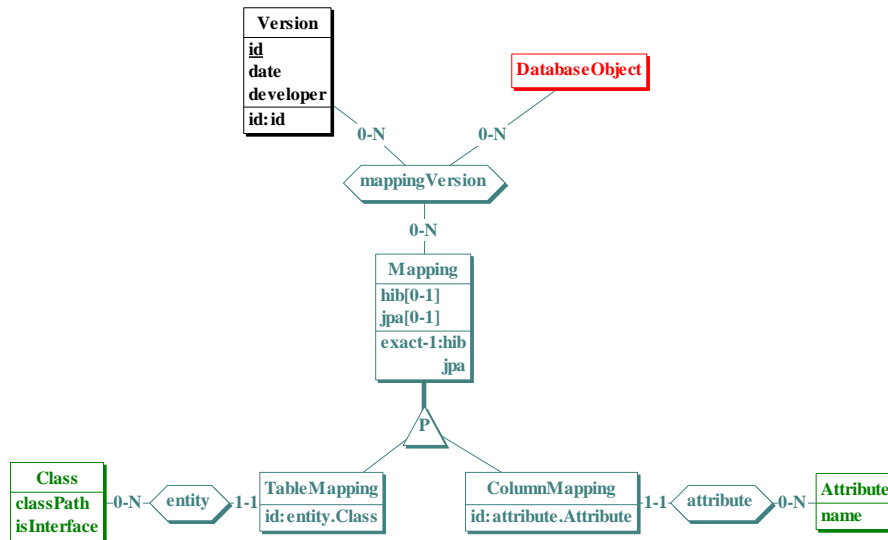 Version
id
date
developer
id: id
DatabaseObject
0-N
0-N
mappingVersion
0-N
Mapping
hib[0-1]
jpa[0-1]
exact-1:hib
jpa
P
Class
classPath
isInterface
0-N
entity
1-1
TableMapping
id: entity.Class
ColumnMapping
id: attribute.Attribute
1-1
attribute
0-N
Attribute
name